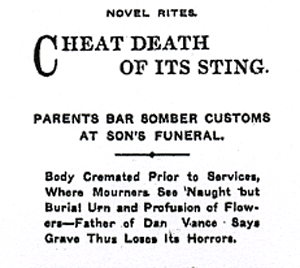 NOVEL RITES.
CHEAT DEATH
OF ITS STING.
PARENTS BAR SOMBER CUSTOMS
AT SON'S FUNERAL.
Body Cremated Prior to Services,
Where Mourners See 'Naught but
Burial Urn and Profusion of Flow-
ers—Father of Dan Vance Says
Grave Thus Loses Its Horrors.